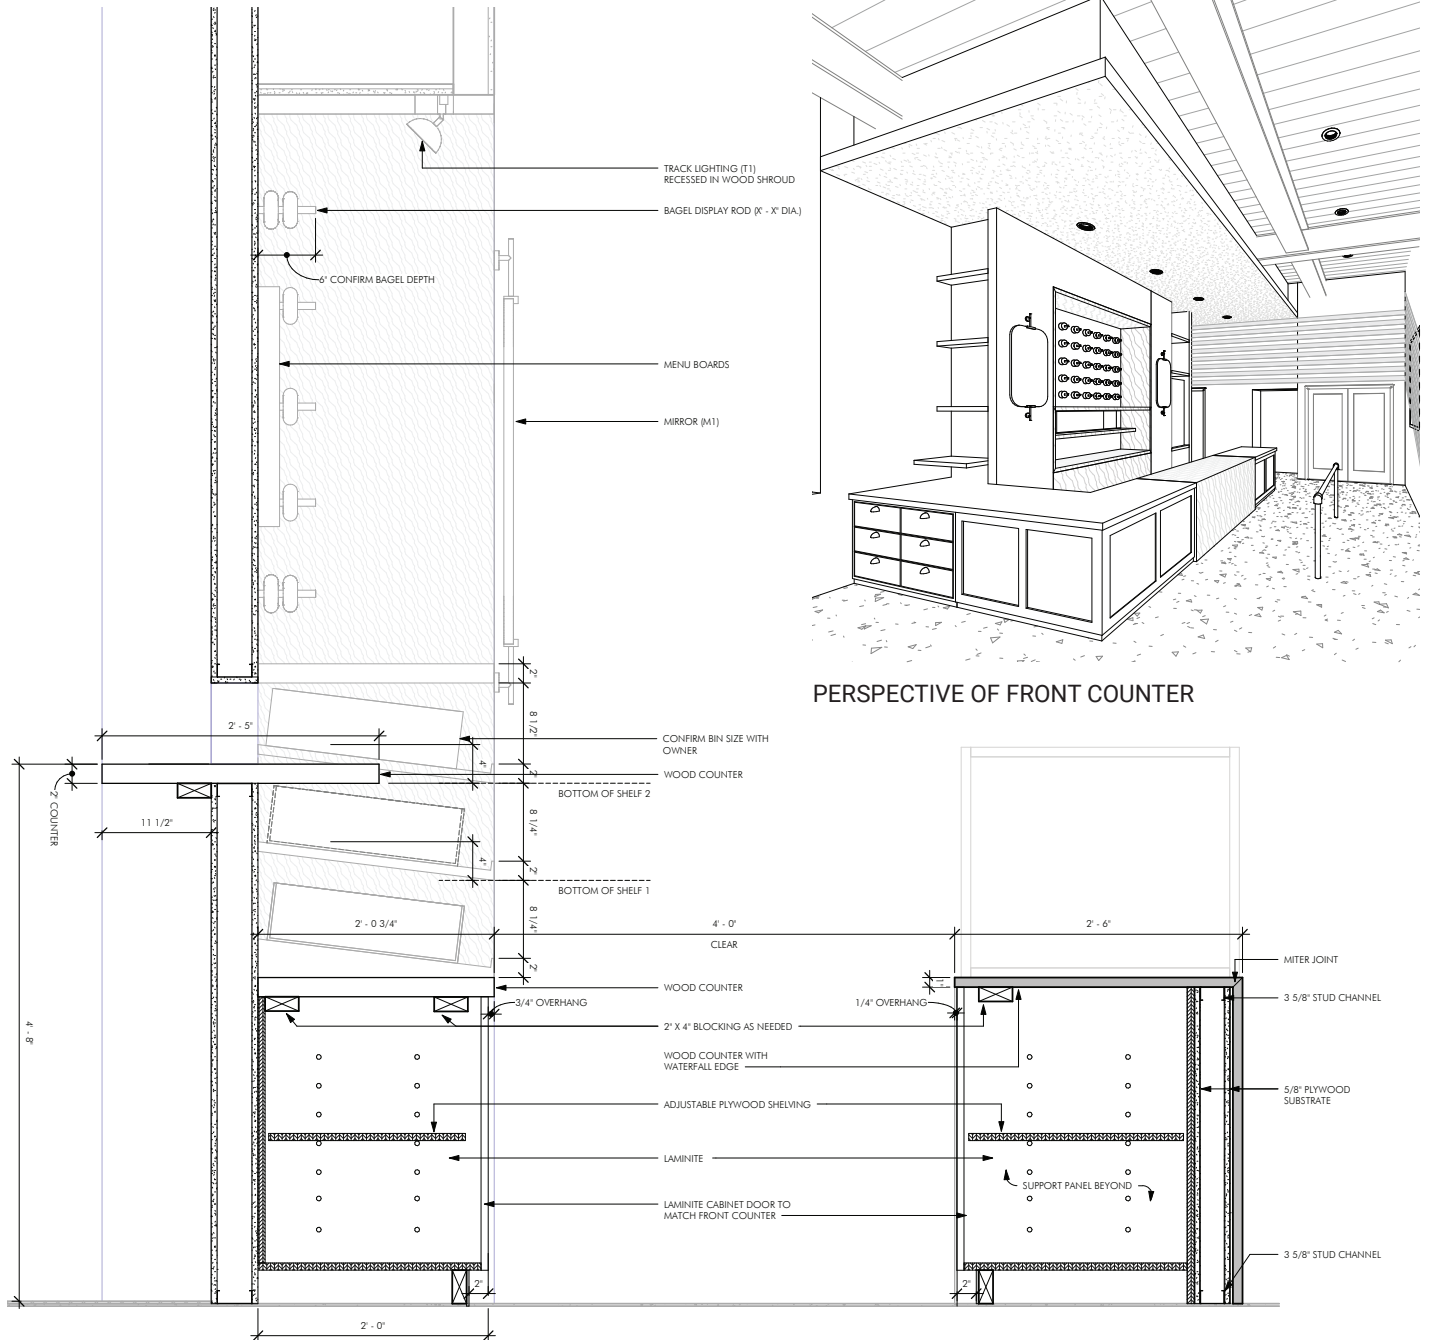 TRACK LIGHTING (T1)
RECESSED IN WOOD SHROUD
BAGEL DISPLAY ROD (X' - X" DIA.)
6" CONFIRM BAGEL DEPTH
MENU BOARDS
MIRROR (M1)
PERSPECTIVE OF FRONT COUNTER
2"
8 1/2"
2' - 5"
CONFIRM BIN SIZE WITH
OWNER
4"
2"
WOOD COUNTER
BOTTOM OF SHELF 2
2" COUNTER
11 1/2"
8 1/4"
4"
2"
BOTTOM OF SHELF 1
8 1/4"
2' - 0 3/4"
4' - 0"
CLEAR
2' - 6"
2"
MITER JOINT
1"
WOOD COUNTER
3/4" OVERHANG
1/4" OVERHANG
3 5/8" STUD CHANNEL
4' - 8"
2" X 4" BLOCKING AS NEEDED
WOOD COUNTER WITH
WATERFALL EDGE
5/8" PLYWOOD
SUBSTRATE
ADJUSTABLE PLYWOOD SHELVING
LAMINITE
SUPPORT PANEL BEYOND
LAMINITE CABINET DOOR TO
MATCH FRONT COUNTER
3 5/8" STUD CHANNEL
2"
2"
2' - 0"